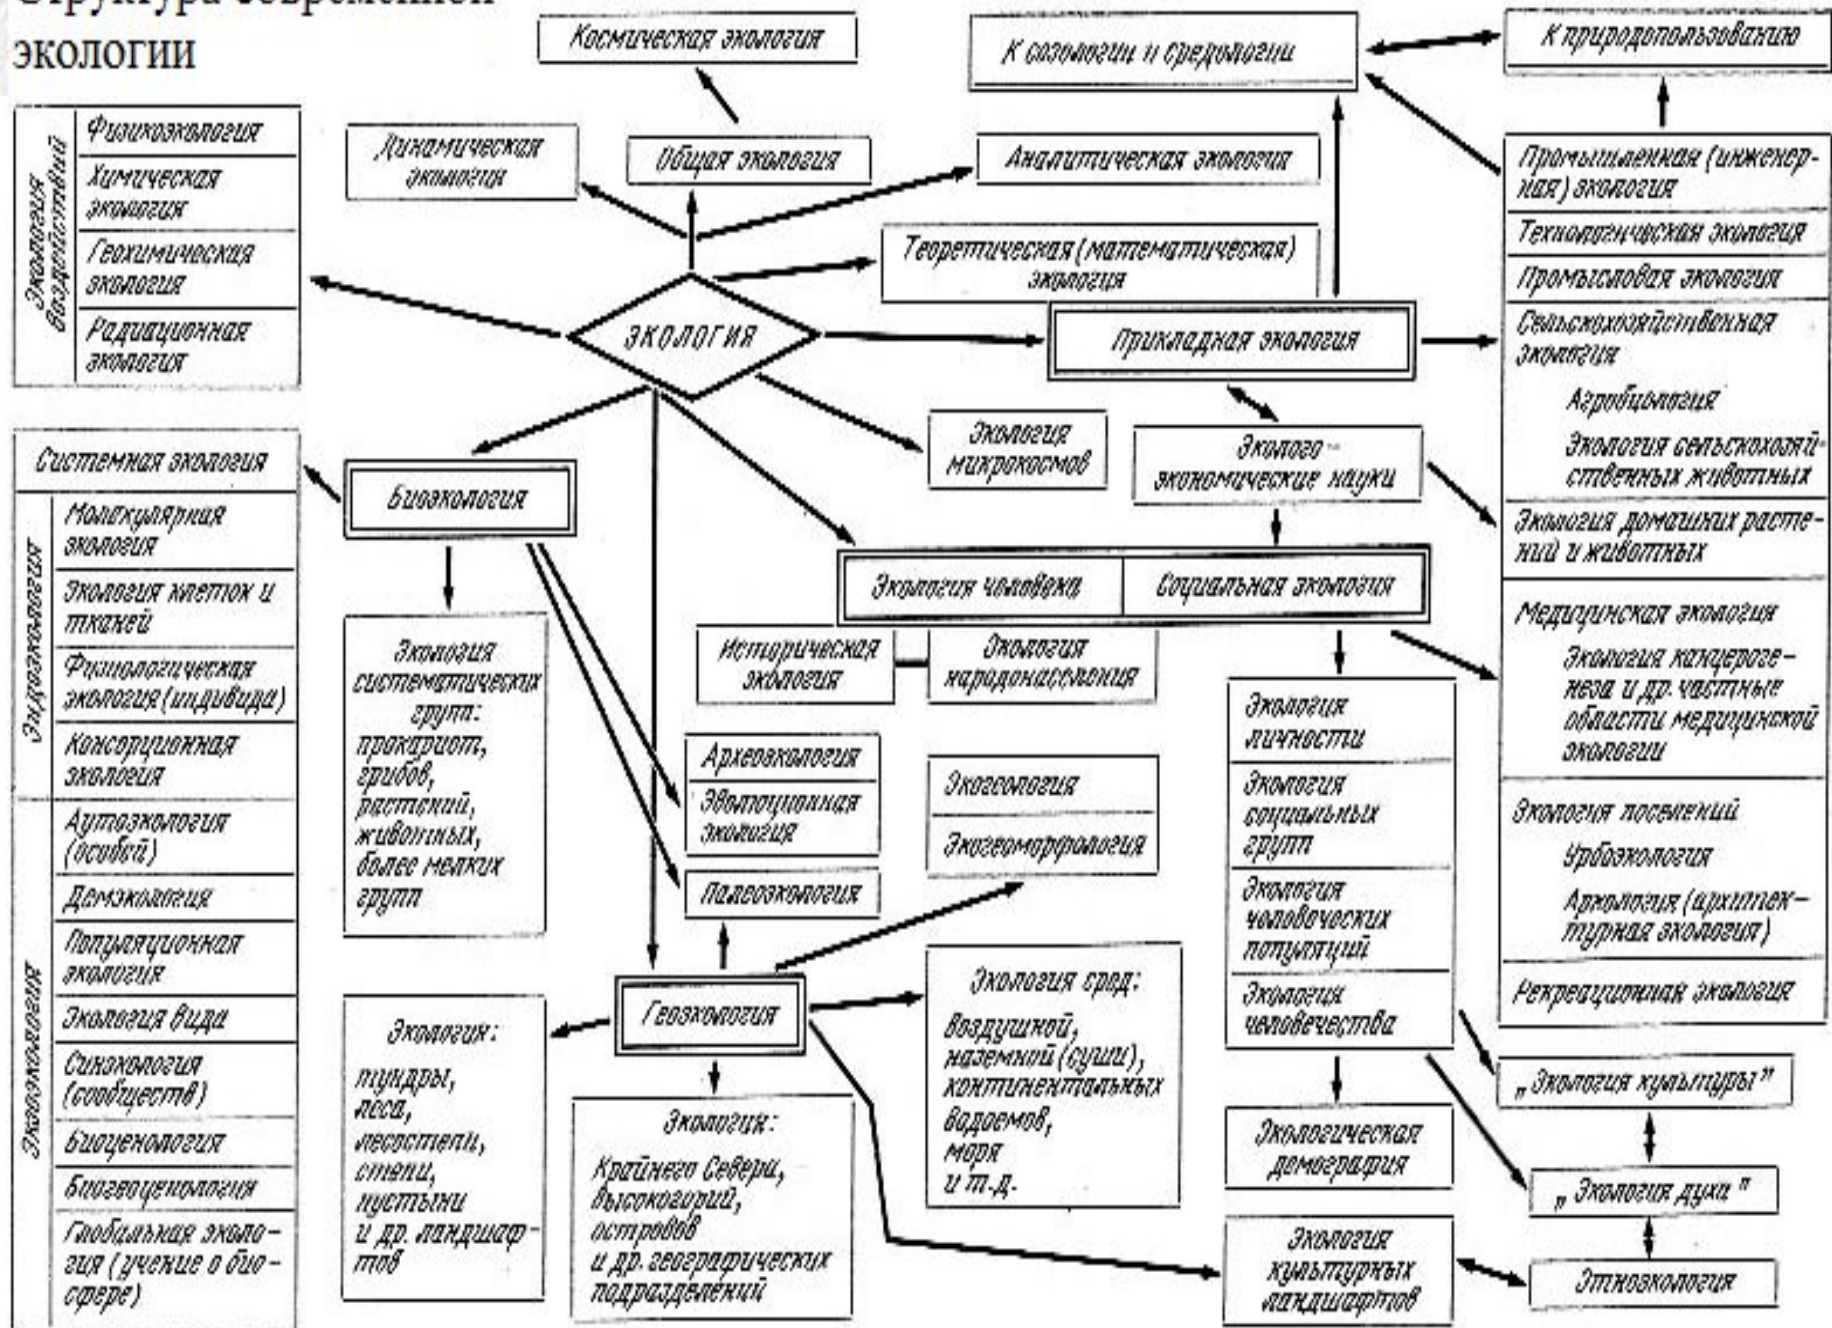 Структура современной
экологии
Космическая экология
К созологии и средологии
К природопользованию
Экология
воздействий
Физикоэкология
Химическая
экология
Геохимическая
экология
Радиационная
экология
Динамическая
экология
Общая экология
Аналитическая экология
Теоретическая (математическая)
экология
ЭКОЛОГИЯ
Прикладная экология
Промышленная (инженер-
ная) экология
Технологическая экология
Промысловая экология
Сельскохозяйственная
экология
Агробиология
Экология сельскохозяй-
ственных животных
Экология домашних расте-
ний и животных
Медицинская экология
Экология канцероге-
неза и др. частные
области медицинской
экологии
Экология поселений
Урбоэкология
Аркология (архитек-
турная экология)
Рекреационная экология
Экология
микрокосмов
Эколого-
экономические науки
Экология человека
Социальная экология
Историческая
экология
Экология
народонаселения
Биоэкология
Системная экология
Эндоэкология
Молекулярная
экология
Экология клеток и
тканей
Физиологическая
экология (индивида)
Консорционная
экология
Экзоэкология
Аутоэкология
(особей)
Демэкология
Популяционная
экология
Экология вида
Синэкология
(сообществ)
Биоценология
Биогеоценология
Глобальная эколо-
гия (учение о био-
сфере)
Экология
систематических
групп:
прокариот,
грибов,
растений,
животных,
более мелких
групп
Археоэкология
Эволюционная
экология
Палеоэкология
Экогеология
Экогеоморфология
Геоэкология
Экология:
тундры,
леса,
лесостепи,
степи,
пустыни
и др. ландшаф-
тов
Экология:
Крайнего Севера,
высокогорий,
островов
и др. географических
подразделений
Экология сред:
воздушной,
наземной (суши),
континентальных
водоемов,
моря
и т.д.
Экология
личности
Экология
социальных
групп
Экология
человеческих
популяций
Экология
человечества
Экологическая
демография
Экология
культурных
ландшафтов
„Экология культуры"
„Экология духа"
Этноэкология